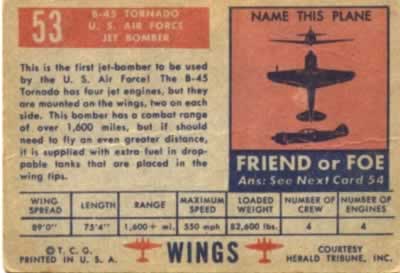 53
B-45 TORNADO
U. S. AIR FORCE
JET BOMBER
This is the first jet-bomber to be used
by the U. S. Air Force! The B-45
Tornado has four jet engines, but they
are mounted on the wings, two on each
side. This bomber has a combat range
of over 1,600 miles, but if should
need to fly an even greater distance,
it is supplied with extra fuel in drop-
pable tanks that are placed in the
wing tips.
NAME THIS PLANE
FRIEND or FOE
Ans: See Next Card 54
WING SPREAD LENGTH RANGE MAXIMUM SPEED LOADED WEIGHT NUMBER OF CREW NUMBER OF ENGINES
89'0" 75'4" 1,600+ mi. 550 mph 82,600 lbs. 4 4
© T. C. G.
PRINTED IN U. S. A.
WINGS
COURTESY
HERALD TRIBUNE, INC.